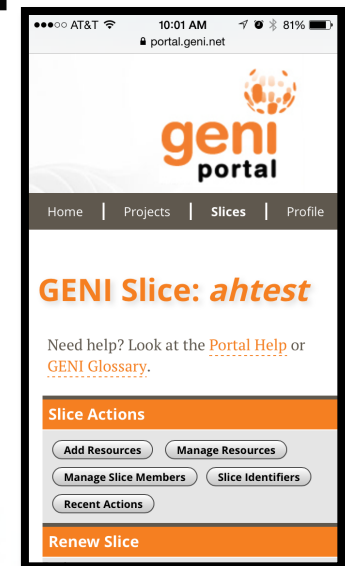 AT&T 10:01 AM 81%
portal.geni.net
geni
portal
Home Projects Slices Profile
GENI Slice: ahtest
Need help? Look at the Portal Help or
GENI Glossary.
Slice Actions
Add Resources Manage Resources
Manage Slice Members Slice Identifiers
Recent Actions
Renew Slice